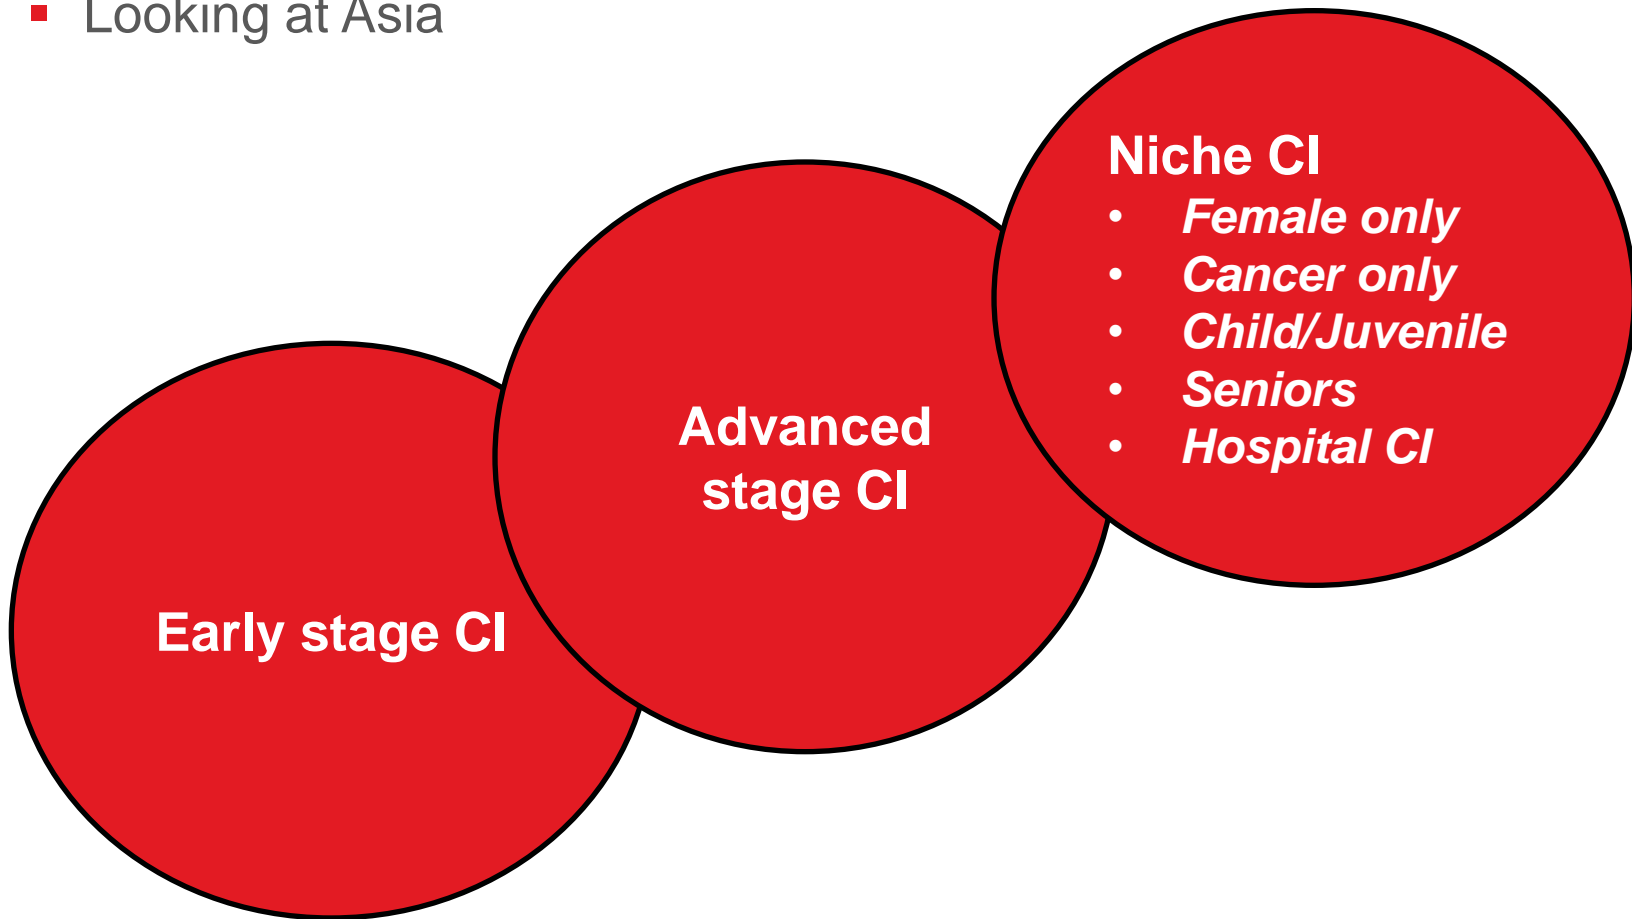 ▪ Looking at Asia
Niche CI
• Female only
• Cancer only
• Child/Juvenile
• Seniors
• Hospital CI
Advanced
stage CI
Early stage CI